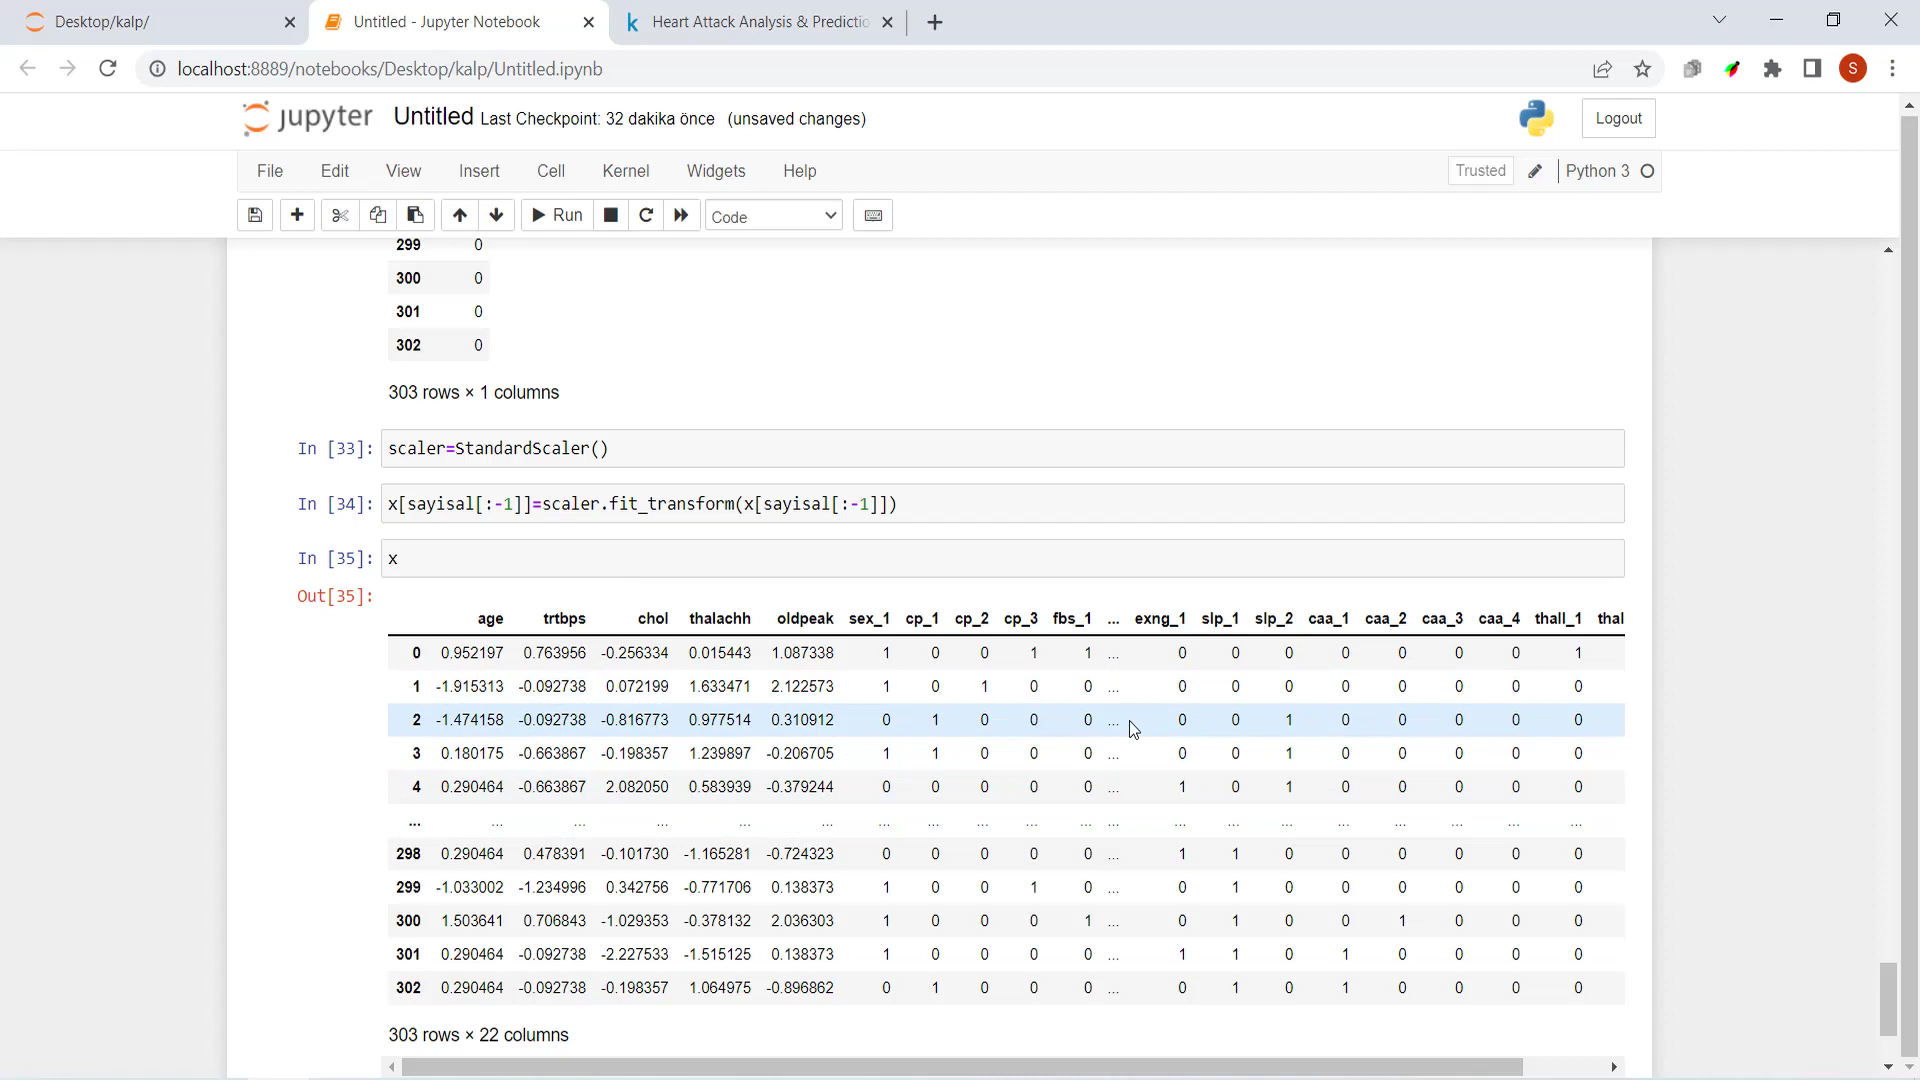 Desktop/kalp/
Untitled - Jupyter Notebook
Heart Attack Analysis & Predictio
localhost:8889/notebooks/Desktop/kalp/Untitled.ipynb
S
jupyter Untitled Last Checkpoint: 32 dakika önce (unsaved changes)
Logout
File Edit View Insert Cell Kernel Widgets Help
Trusted Python 3
Run Code
299 0
300 0
301 0
302 0
303 rows × 1 columns
In [33]: scaler=StandardScaler()
In [34]: x[sayisal[:-1]]=scaler.fit_transform(x[sayisal[:-1]])
In [35]: x
Out[35]:
age trtbps chol thalachh oldpeak sex_1 cp_1 cp_2 cp_3 fbs_1 ... exng_1 slp_1 slp_2 caa_1 caa_2 caa_3 caa_4 thall_1 thal
0 0.952197 0.763956 -0.256334 0.015443 1.087338 1 0 0 1 1 ... 0 0 0 0 0 0 0 1
1 -1.915313 -0.092738 0.072199 1.633471 2.122573 1 0 1 0 0 ... 0 0 0 0 0 0 0 0
2 -1.474158 -0.092738 -0.816773 0.977514 0.310912 0 1 0 0 0 ... 0 0 1 0 0 0 0 0
3 0.180175 -0.663867 -0.198357 1.239897 -0.206705 1 1 0 0 0 ... 0 0 1 0 0 0 0 0
4 0.290464 -0.663867 2.082050 0.583939 -0.379244 0 0 0 0 0 ... 1 0 1 0 0 0 0 0
... ... ... ... ... ... ... ... ... ... ... ... ... ... ... ... ... ... ... ...
298 0.290464 0.478391 -0.101730 -1.165281 -0.724323 0 0 0 0 0 ... 1 1 0 0 0 0 0 0
299 -1.033002 -1.234996 0.342756 -0.771706 0.138373 1 0 0 1 0 ... 0 1 0 0 0 0 0 0
300 1.503641 0.706843 -1.029353 -0.378132 2.036303 1 0 0 0 1 ... 0 1 0 0 1 0 0 0
301 0.290464 -0.092738 -2.227533 -1.515125 0.138373 1 0 0 0 0 ... 1 1 0 1 0 0 0 0
302 0.290464 -0.092738 -0.198357 1.064975 -0.896862 0 1 0 0 0 ... 0 1 0 1 0 0 0 0
303 rows × 22 columns